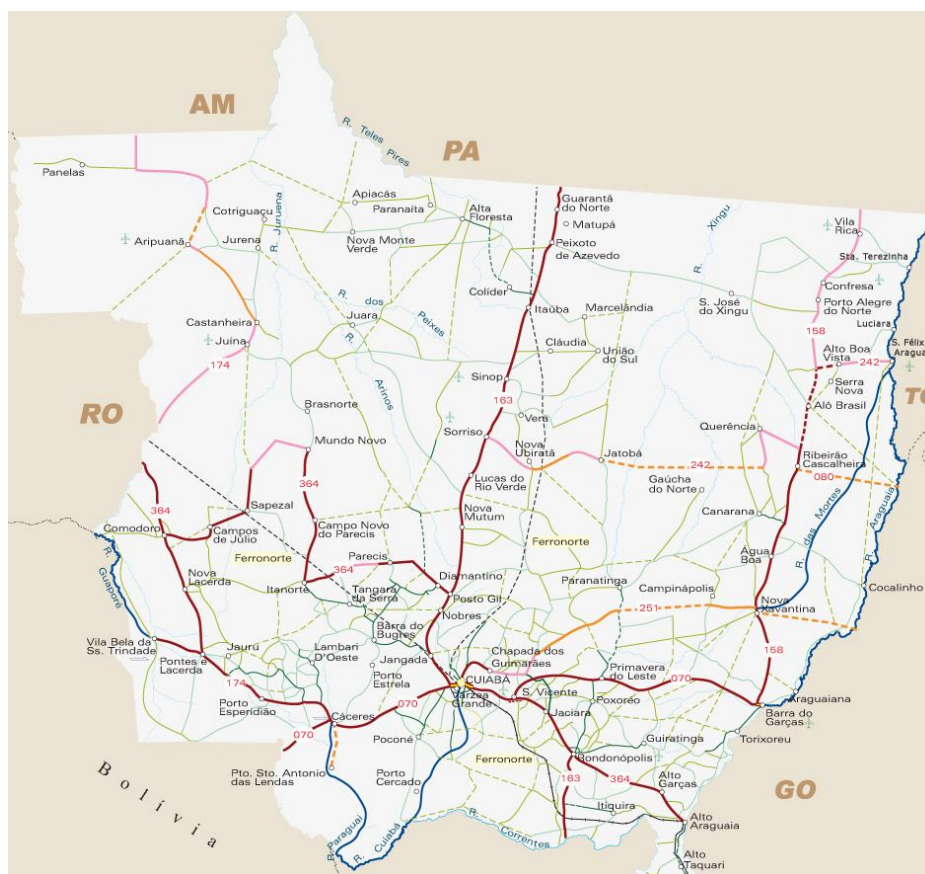 AM
PA
R. Teles
Pires
Panelas
Apiacás
Paranaíta
Alta
Floresta
Guarantã
do Norte
Matupá
Cotriguaçu
R. Juruena
Nova Monte
Verde
Jurena
Aripuanã
Peixoto
de Azevedo
R. Xingu
Vila
Rica
Sta. Terezinha
Colíder
Itaúba
Marcelândia
S. José
do Xingu
Confresa
Porto Alegre
do Norte
R. dos
Peixes
Castanheira
Juara
R.
Arinos
Luciara
158
Juína
174
Cláudia
União
do Sul
Alto Boa
Vista
242
S. Félix
Araguaia
Sinop
163
Serra
Nova
TO
RO
Brasnorte
Vera
Alô Brasil
Querência
Mundo Novo
Sorriso
Nova
Ubiratã
Jatobá
242
Ribeirão
Cascalheira
080
364
364
Lucas do
Rio Verde
Gaúcha
do Norte
Sapezal
Canarana
R. das Mortes
R. Araguaia
Comodoro
Campos
de Júlio
Campo Novo
do Parecis
Nova
Mutum
R.
Guaporé
Ferronorte
Parecis
364
Ferronorte
Água
Boa
Nova
Lacerda
Itanorte
Tangará
da Serra
Diamantino
Posto Gil
Paranatinga
Campinápolis
Cocalinho
Nobres
251
Nova
Xavantina
Vila Bela da
Ss. Trindade
Barra do
Bugres
Jaurú
Lambari
D'Oeste
Jangada
Chapada dos
Guimarães
158
Pontes e
Lacerda
174
Porto
Estrela
CUIABÁ
Várzea
Grande
Primavera
do Leste
070
Porto
Esperidião
070
S. Vicente
Poxoréo
Araguaiana
Cáceres
Jaciara
Barra do
Garças
070
Poconé
Guiratinga
Torixoreu
Pto. Sto. Antonio
das Lendas
Ferronorte
Rondonópolis
Bolívia
Porto
Cercado
163
364
Alto
Garças
GO
Itiquira
R. Paraguai
R. Cuiabá
R.
Correntes
Alto
Araguaia
Alto
Taquari